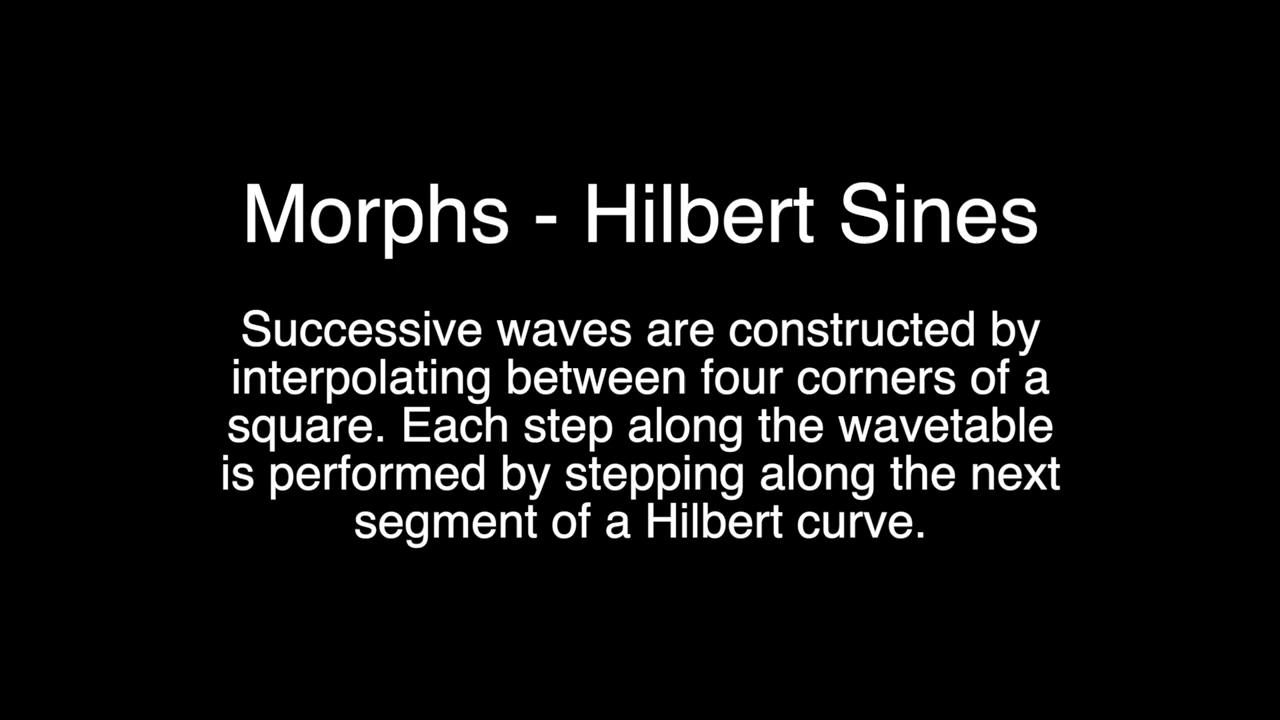 Morphs - Hilbert Sines
Successive waves are constructed by
interpolating between four corners of a
square. Each step along the wavetable
is performed by stepping along the next
segment of a Hilbert curve.